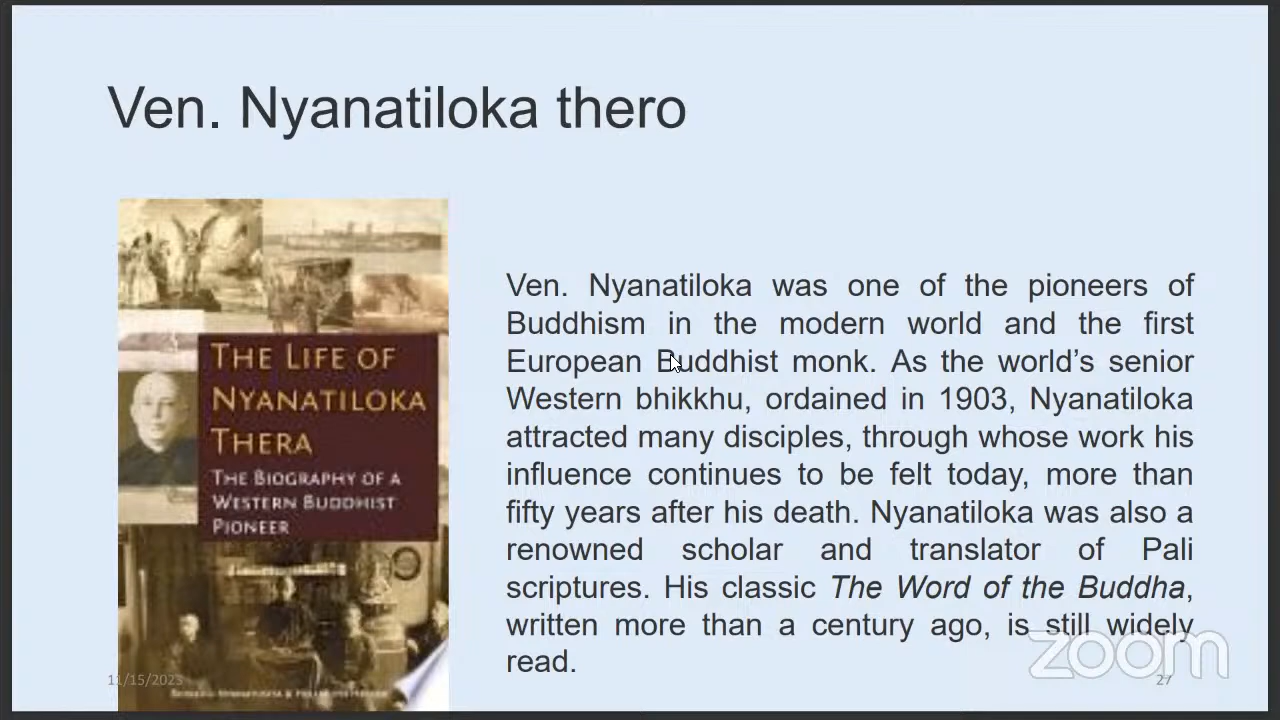 Ven. Nyanatiloka thero
THE LIFE OF
NYANATILOKA
THERA
THE BIOGRAPHY OF A
WESTERN BUDDHIST
PIONEER
Ven. Nyanatiloka was one of the pioneers of
Buddhism in the modern world and the first
European Buddhist monk. As the world’s senior
Western bhikkhu, ordained in 1903, Nyanatiloka
attracted many disciples, through whose work his
influence continues to be felt today, more than
fifty years after his death. Nyanatiloka was also a
renowned scholar and translator of Pali
scriptures. His classic The Word of the Buddha,
written more than a century ago, is still widely
read.
zoom
11/15/2023
27